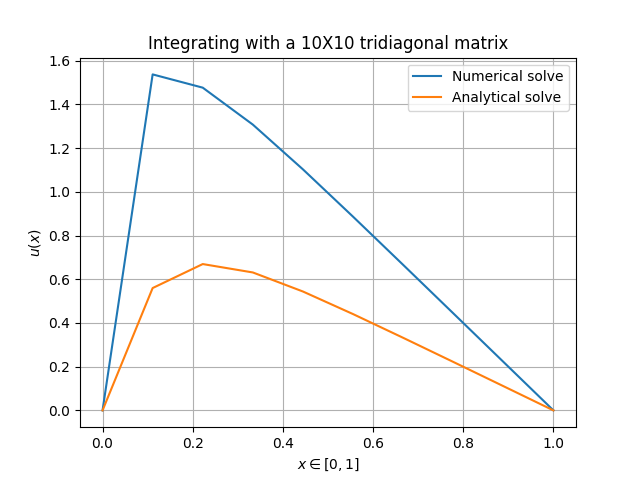 Integrating with a 10X10 tridiagonal matrix
Numerical solve
Analytical solve
u(x)
1.6
1.4
1.2
1.0
0.8
0.6
0.4
0.2
0.0
0.0 0.2 0.4 0.6 0.8 1.0
x ∈ [0, 1]